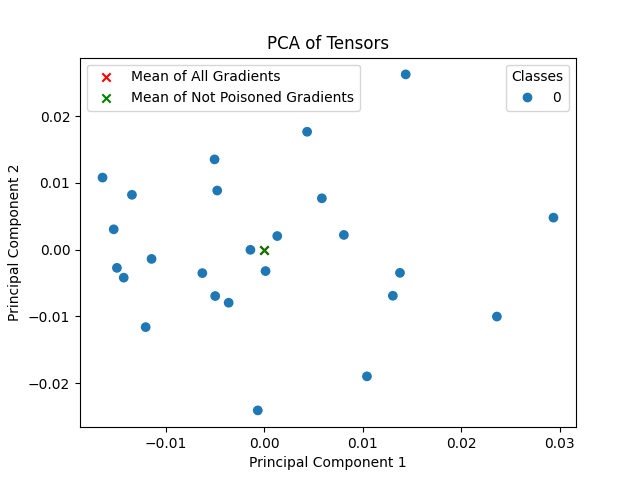 PCA of Tensors
Mean of All Gradients
Mean of Not Poisoned Gradients
Classes
0
0.02
0.01
0.00
−0.01
−0.02
Principal Component 2
−0.01
0.00
0.01
0.02
0.03
Principal Component 1